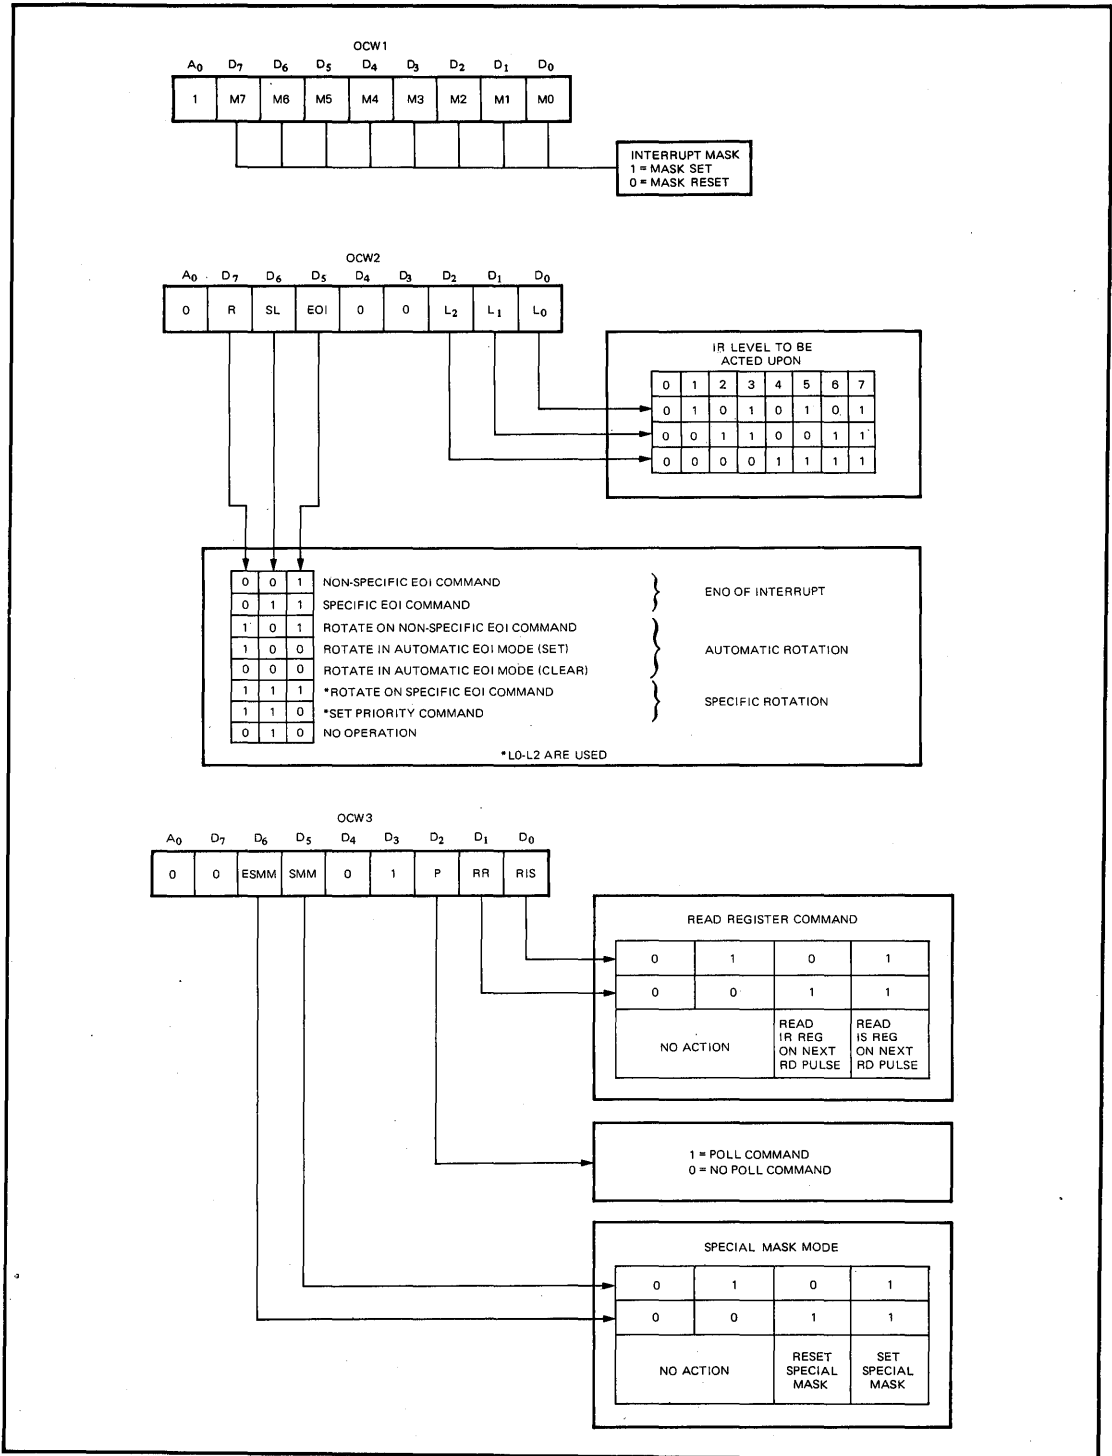 OCW1
A0 D7 D6 D5 D4 D3 D2 D1 D0
1 M7 M6 M5 M4 M3 M2 M1 M0
INTERRUPT MASK
1 = MASK SET
0 = MASK RESET
OCW2
A0 D7 D6 D5 D4 D3 D2 D1 D0
0 R SL EOI 0 0 L2 L1 L0
IR LEVEL TO BE
ACTED UPON
0 1 2 3 4 5 6 7
0 1 0 1 0 1 0 1
0 0 1 1 0 0 1 1
0 0 0 0 1 1 1 1
0 0 1 NON-SPECIFIC EOI COMMAND
0 1 1 SPECIFIC EOI COMMAND
END OF INTERRUPT
1 0 1 ROTATE ON NON-SPECIFIC EOI COMMAND
1 0 0 ROTATE IN AUTOMATIC EOI MODE (SET)
0 0 0 ROTATE IN AUTOMATIC EOI MODE (CLEAR)
AUTOMATIC ROTATION
1 1 1 *ROTATE ON SPECIFIC EOI COMMAND
1 1 0 *SET PRIORITY COMMAND
SPECIFIC ROTATION
0 1 0 NO OPERATION
*L0-L2 ARE USED
OCW3
A0 D7 D6 D5 D4 D3 D2 D1 D0
0 0 ESMM SMM 0 1 P RR RIS
READ REGISTER COMMAND
0 1 0 1
0 0 1 1
NO ACTION
READ
IR REG
ON NEXT
RD PULSE
READ
IS REG
ON NEXT
RD PULSE
1 = POLL COMMAND
0 = NO POLL COMMAND
SPECIAL MASK MODE
0 1 0 1
0 0 1 1
NO ACTION
RESET
SPECIAL
MASK
SET
SPECIAL
MASK